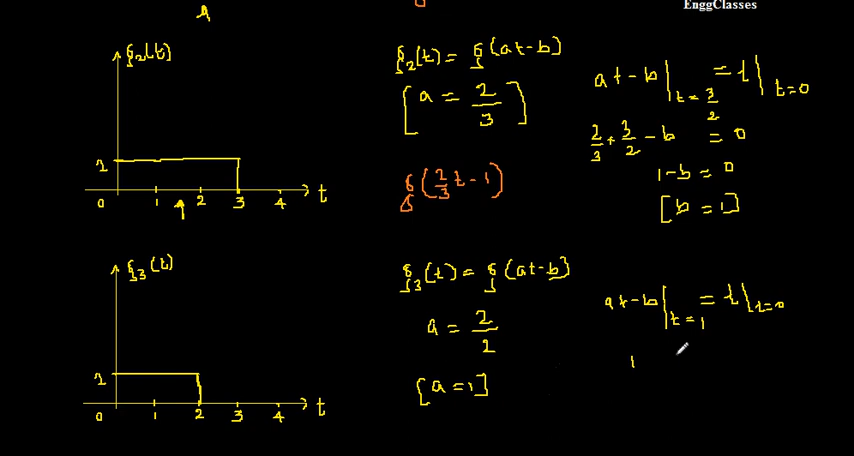 EnggClasses
f₂(t)
1
0 1 2 3 4 t
f₂(t) = f(at-b)
[a = 2/3]
f(2/3 t - 1)
at-b|t=3/2 = t|t=0
2/3 * 3/2 - b = 0
1-b = 0
[b = 1]
f₃(t)
1
0 1 2 3 4 t
f₃(t) = f(at-b)
a = 2/2
[a = 1]
at-b|t=1 = t|t=0
1